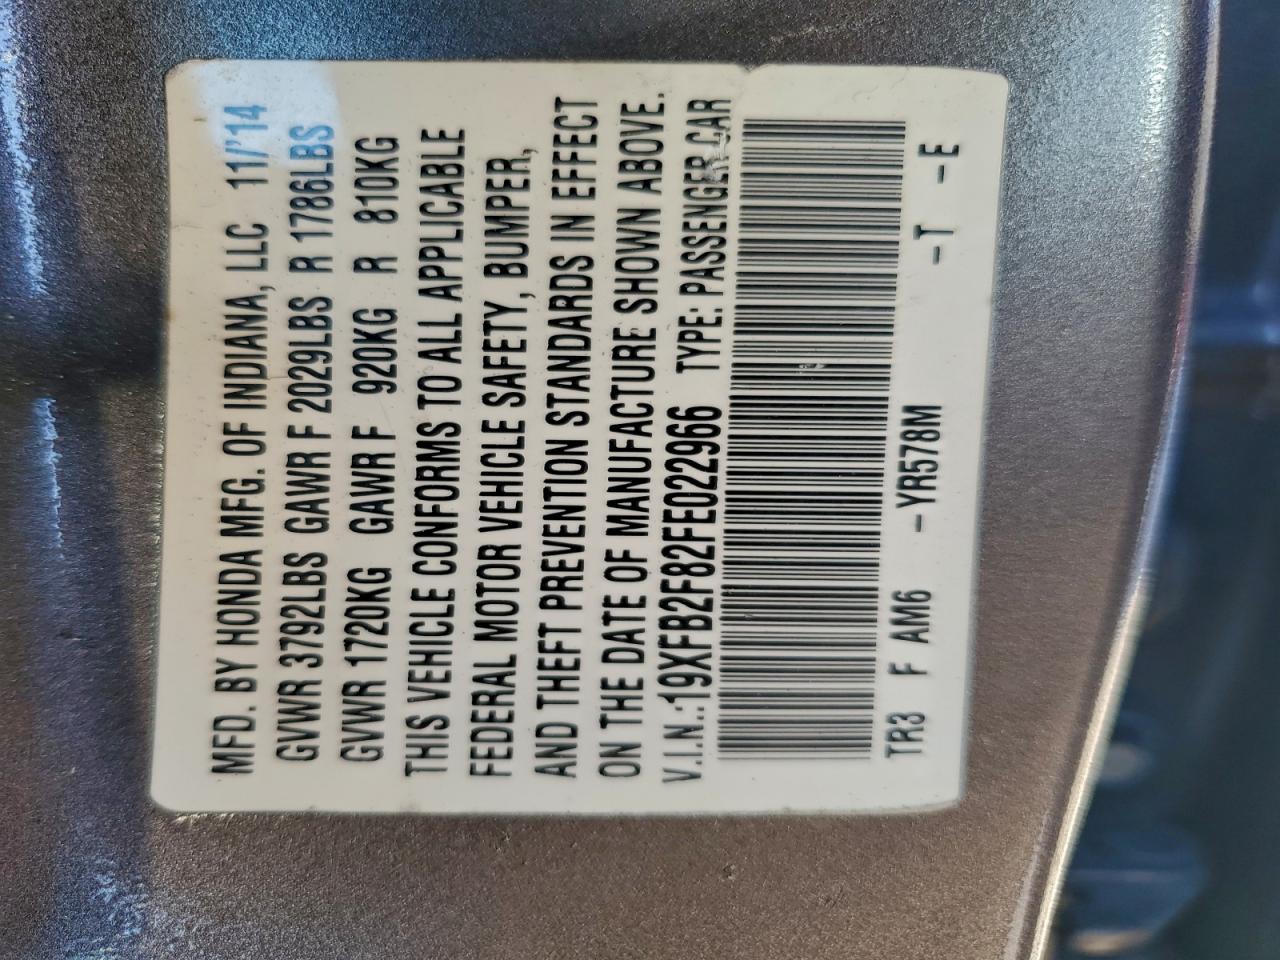 MFD. BY HONDA MFG. OF INDIANA, LLC 11/'14
GVWR 3792LBS GAWR F 2029LBS R 1786LBS
GVWR 1720KG GAWR F 920KG R 810KG
THIS VEHICLE CONFORMS TO ALL APPLICABLE
FEDERAL MOTOR VEHICLE SAFETY, BUMPER,
AND THEFT PREVENTION STANDARDS IN EFFECT
ON THE DATE OF MANUFACTURE SHOWN ABOVE.
V.I.N.:19XFB2F82FE022966 TYPE: PASSENGER CAR
TR3 F AM6 -YR578M -T -E